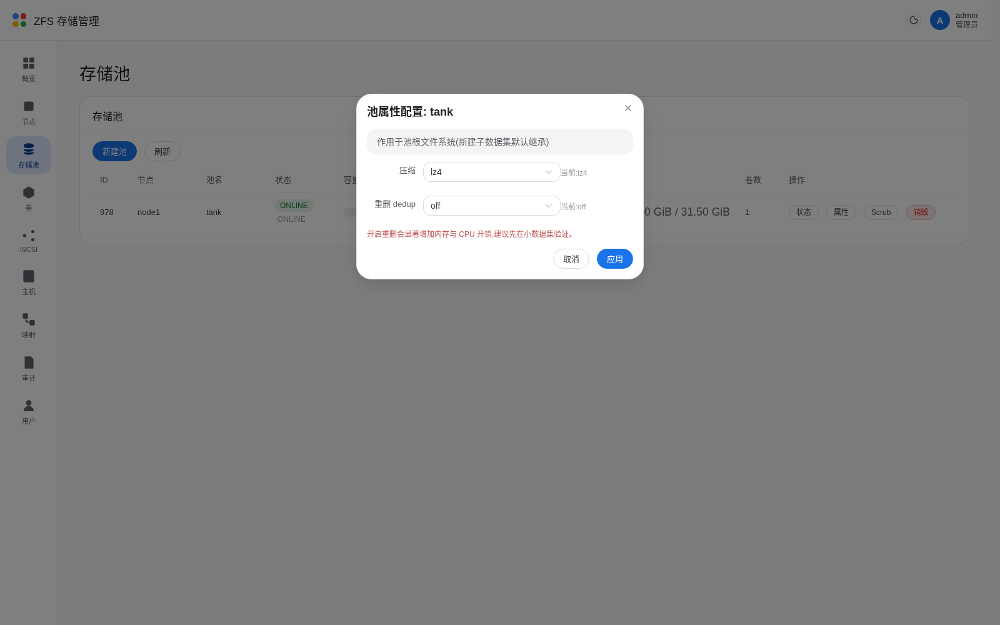 ZFS 存储管理
A
admin
管理员
概览
节点
存储池
卷
iSCSI
主机
映射
审计
用户
存储池
存储池
新建池
刷新
ID 节点 池名 状态 容量 卷数 操作
978 node1 tank ONLINE 0 GiB / 31.50 GiB 1 状态 属性 Scrub 销毁
ONLINE
池属性配置: tank
作用于池根文件系统(新建子数据集默认继承)
压缩 lz4 当前:lz4
重删 dedup off 当前:off
开启重删会显著增加内存与 CPU 开销,建议先在小数据集验证。
取消 应用